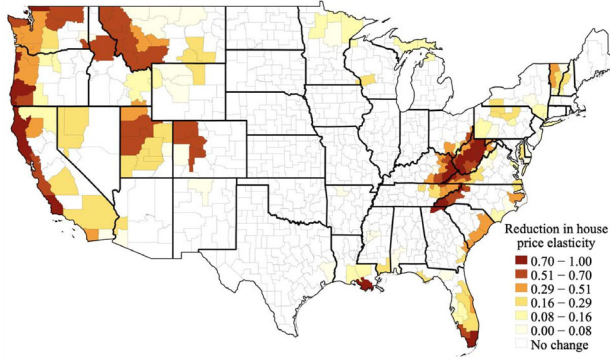 Reduction in house
price elasticity
0.70 – 1.00
0.51 – 0.70
0.29 – 0.51
0.16 – 0.29
0.08 – 0.16
0.00 – 0.08
No change